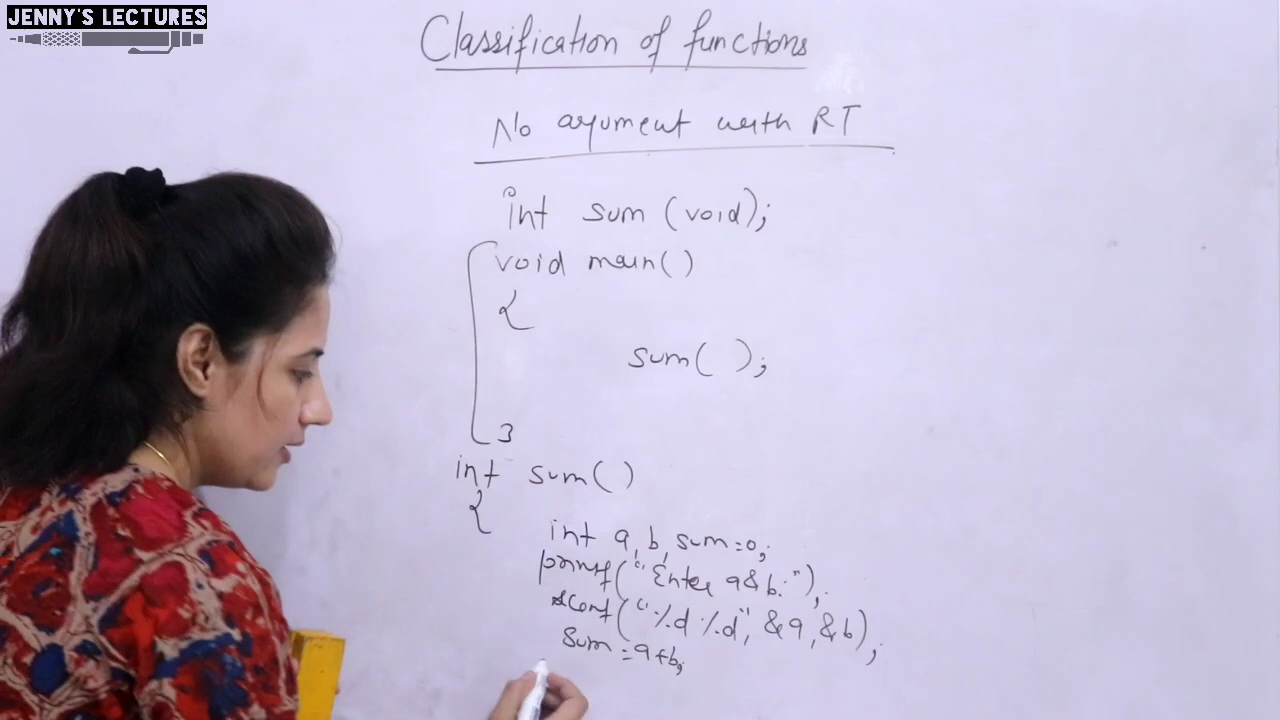 JENNY'S LECTURES
Classification of functions
No argument with RT
int sum (void);
void main()
{
sum( );
}
int sum()
{
int a, b, sum=0;
printf("Enter a&b:");
scanf("%d %d", &a, &b);
sum=a+b;